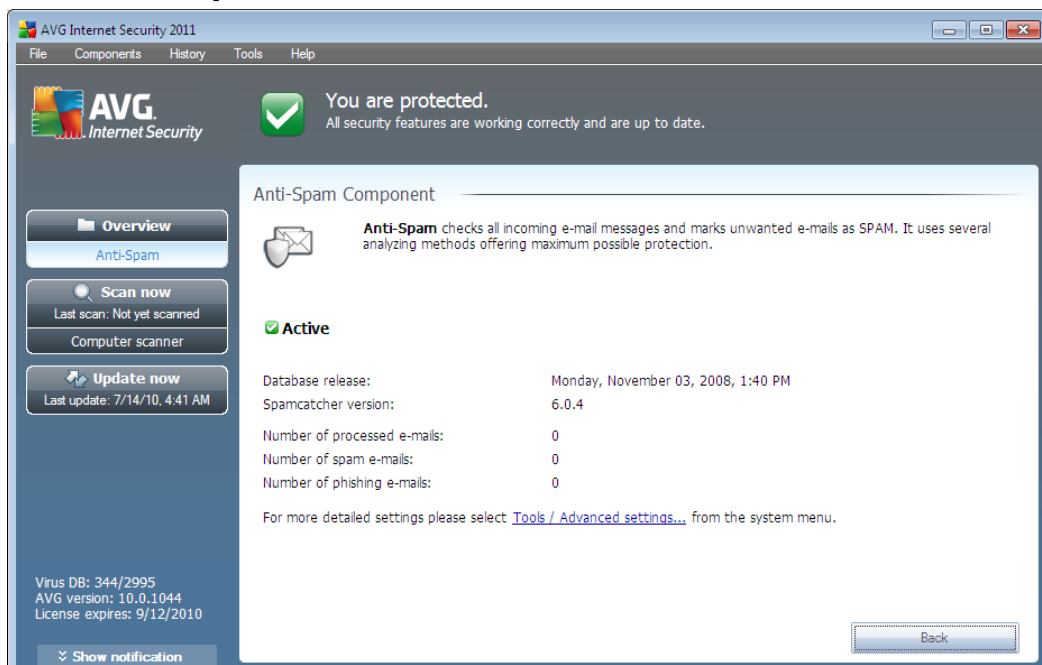 AVG Internet Security 2011
File Components History Tools Help
AVG.
Internet Security
You are protected.
All security features are working correctly and are up to date.
Overview
Anti-Spam
Scan now
Last scan: Not yet scanned
Computer scanner
Update now
Last update: 7/14/10, 4:41 AM
Virus DB: 344/2995
AVG version: 10.0.1044
License expires: 9/12/2010
Show notification
Anti-Spam Component
Anti-Spam checks all incoming e-mail messages and marks unwanted e-mails as SPAM. It uses several
analyzing methods offering maximum possible protection.
Active
Database release: Monday, November 03, 2008, 1:40 PM
Spamcatcher version: 6.0.4
Number of processed e-mails: 0
Number of spam e-mails: 0
Number of phishing e-mails: 0
For more detailed settings please select Tools / Advanced settings... from the system menu.
Back